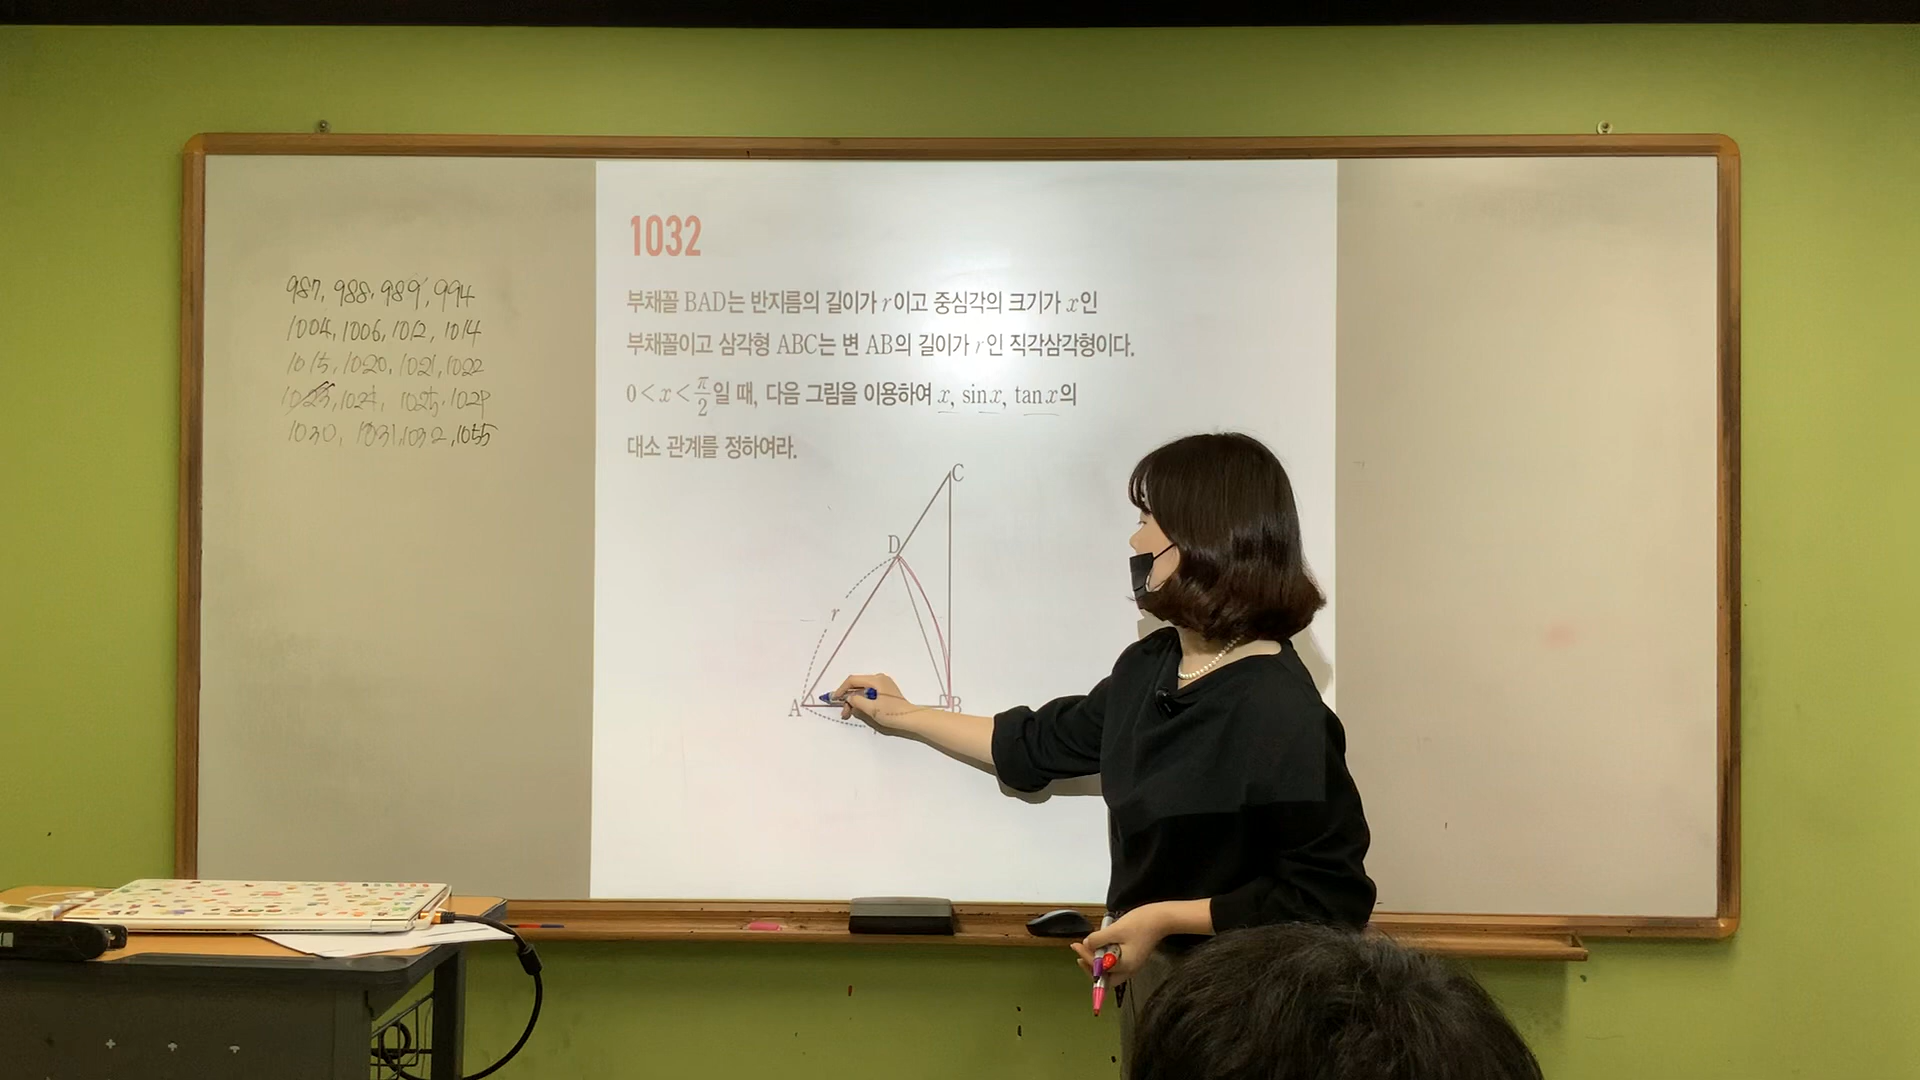 987, 988, 989, 994
1004, 1006, 1012, 1014
1015, 1020, 1021, 1022
1024, 1025, 1029
1030, 1031, 1032, 1055
1032
부채꼴 BAD는 반지름의 길이가 r이고 중심각의 크기가 x인
부채꼴이고 삼각형 ABC는 변 AB의 길이가 r인 직각삼각형이다.
0<x<π/2일 때, 다음 그림을 이용하여 x, sin x, tan x의
대소 관계를 정하여라.
C
D
r
A
r
B